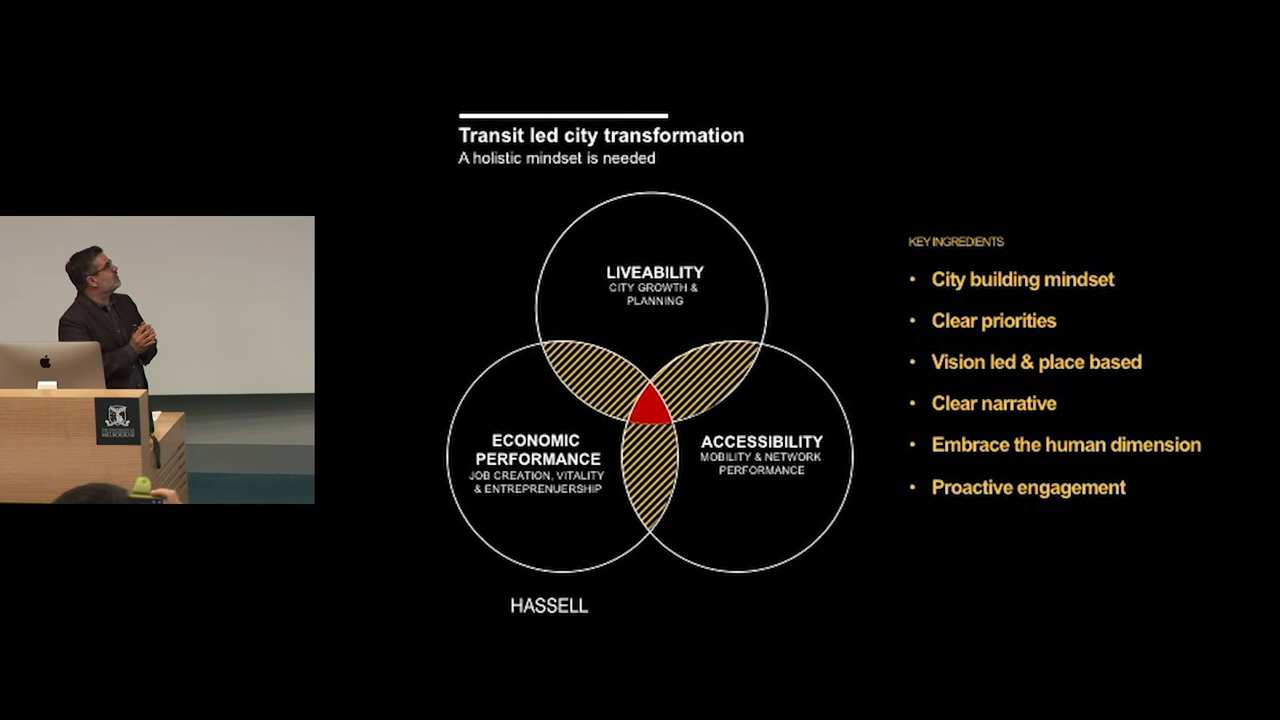 Transit led city transformation
A holistic mindset is needed
LIVEABILITY
CITY GROWTH &
PLANNING
ECONOMIC
PERFORMANCE
JOB CREATION, VITALITY
& ENTREPRENUERSHIP
ACCESSIBILITY
MOBILITY & NETWORK
PERFORMANCE
HASSELL
KEY INGREDIENTS
• City building mindset
• Clear priorities
• Vision led & place based
• Clear narrative
• Embrace the human dimension
• Proactive engagement
MELBOURNE